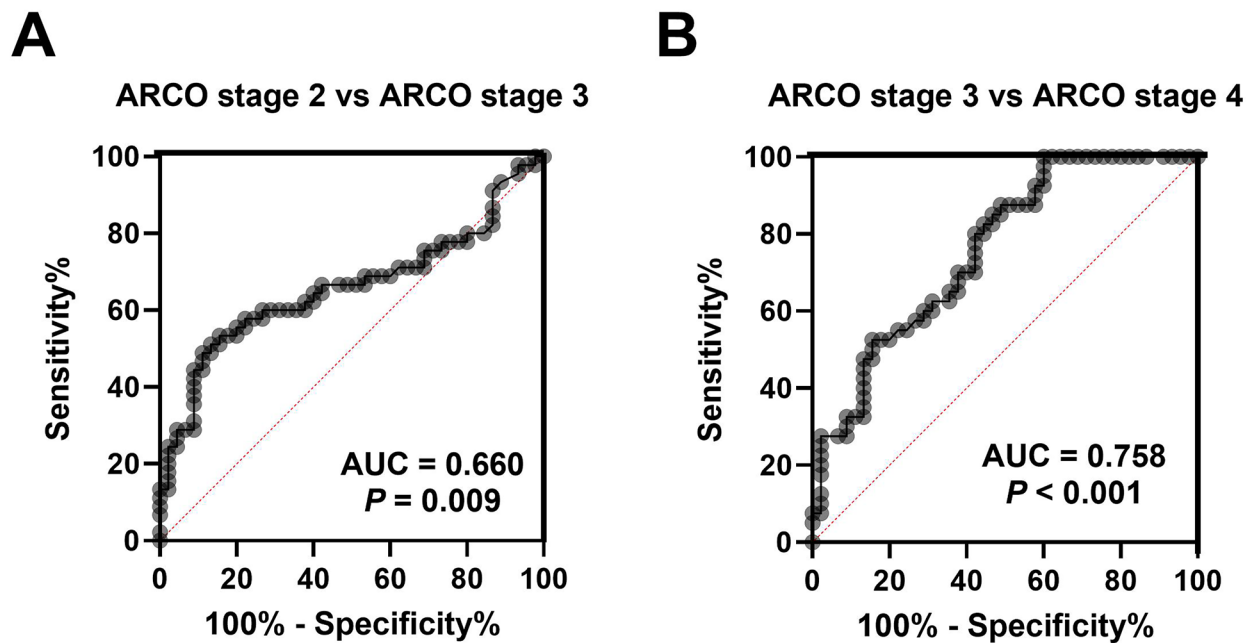 A
ARCO stage 2 vs ARCO stage 3
100
80
60
40
20
0
Sensitivity%
AUC = 0.660
P = 0.009
0 20 40 60 80 100
100% - Specificity%
B
ARCO stage 3 vs ARCO stage 4
100
80
60
40
20
0
Sensitivity%
AUC = 0.758
P < 0.001
0 20 40 60 80 100
100% - Specificity%